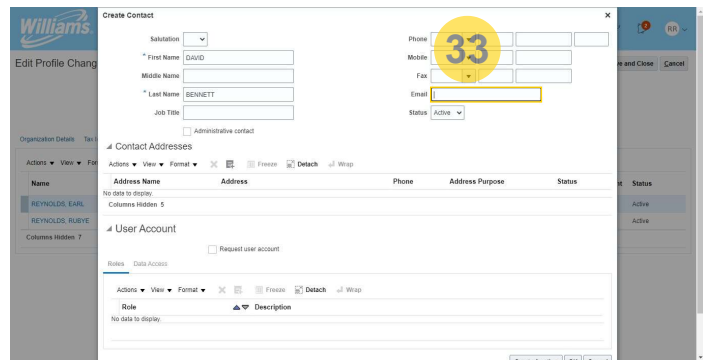 Williams.
Create Contact
7
RR
Edit Profile Chang
ve and Close Cancel
Salutation
* First Name DAVID
Middle Name
* Last Name BENNETT
Job Title
Administrative contact
Phone
33
Mobile
Fax
Email
Status Active
Organization Details Tax I
Contact Addresses
Actions View Format Freeze Detach Wrap
Address Name Address Phone Address Purpose Status
No data to display.
Columns Hidden 5
Actions View For
Name nt Status
REYNOLDS, EARL Active
REYNOLDS, RUBYE Active
Columns Hidden 7
User Account
Request user account
Roles Data Access
Actions View Format Freeze Detach Wrap
Role Description
No data to display.